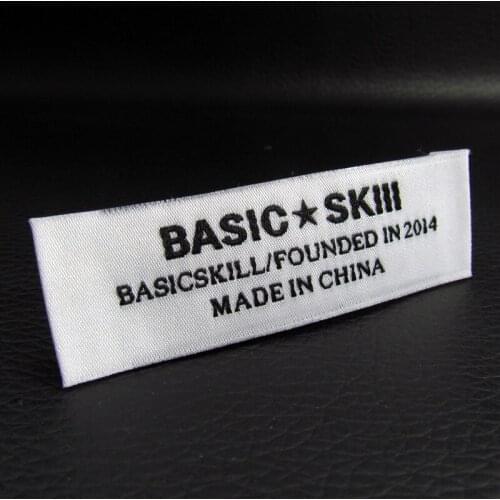 BASIC★SKIII
BASICSKILL/FOUNDED IN 2014
MADE IN CHINA